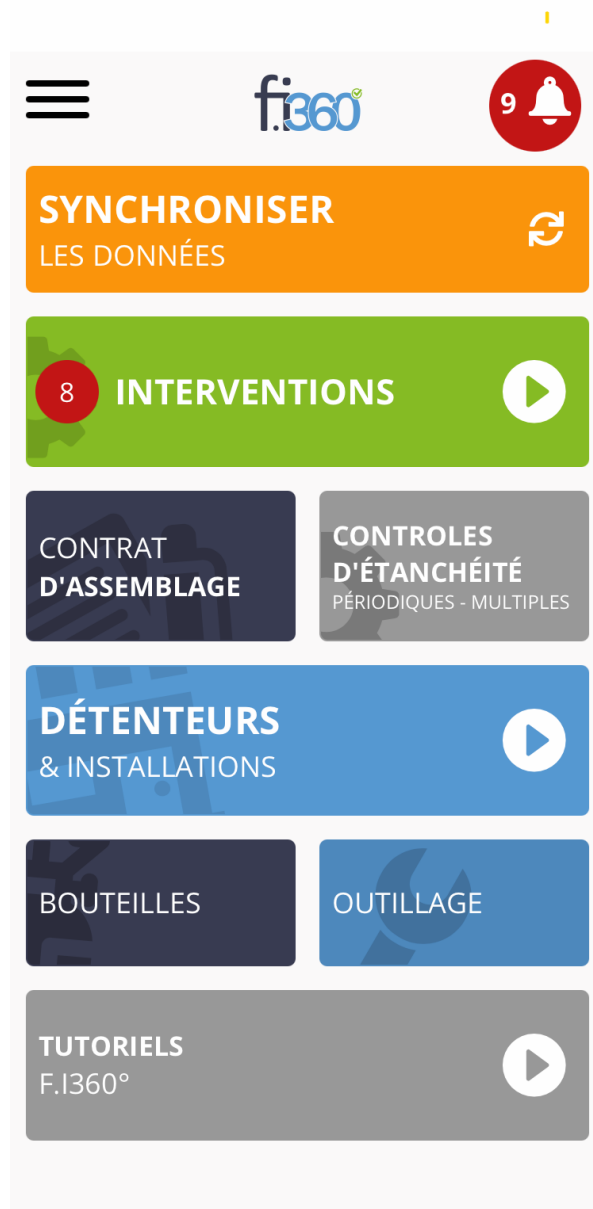 f.i360
9
SYNCHRONISER
LES DONNÉES
8
INTERVENTIONS
CONTRAT
D'ASSEMBLAGE
CONTROLES
D'ÉTANCHÉITÉ
PÉRIODIQUES - MULTIPLES
DÉTENTEURS
& INSTALLATIONS
BOUTEILLES
OUTILLAGE
TUTORIELS
F.I360°